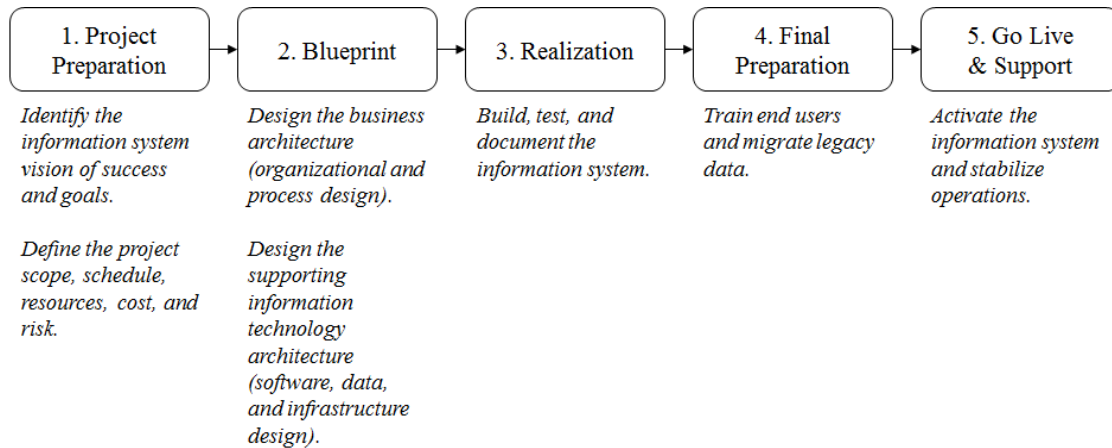 1. Project
Preparation
2. Blueprint
3. Realization
4. Final
Preparation
5. Go Live
& Support
Identify the
information system
vision of success
and goals.
Define the project
scope, schedule,
resources, cost, and
risk.
Design the business
architecture
(organizational and
process design).
Design the
supporting
information
technology
architecture
(software, data,
and infrastructure
design).
Build, test, and
document the
information system.
Train end users
and migrate legacy
data.
Activate the
information system
and stabilize
operations.